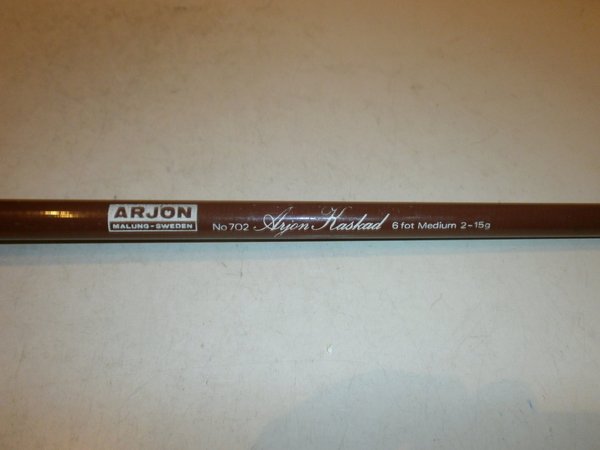 ARJON
MALUNG-SWEDEN
No 702 Arjon Kaskad 6 fot Medium 2-15g